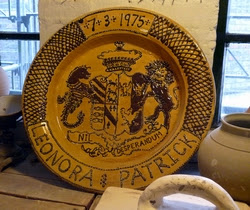 7•3•1975
NIL DESPERANDUM
LEONORA & PATRICK